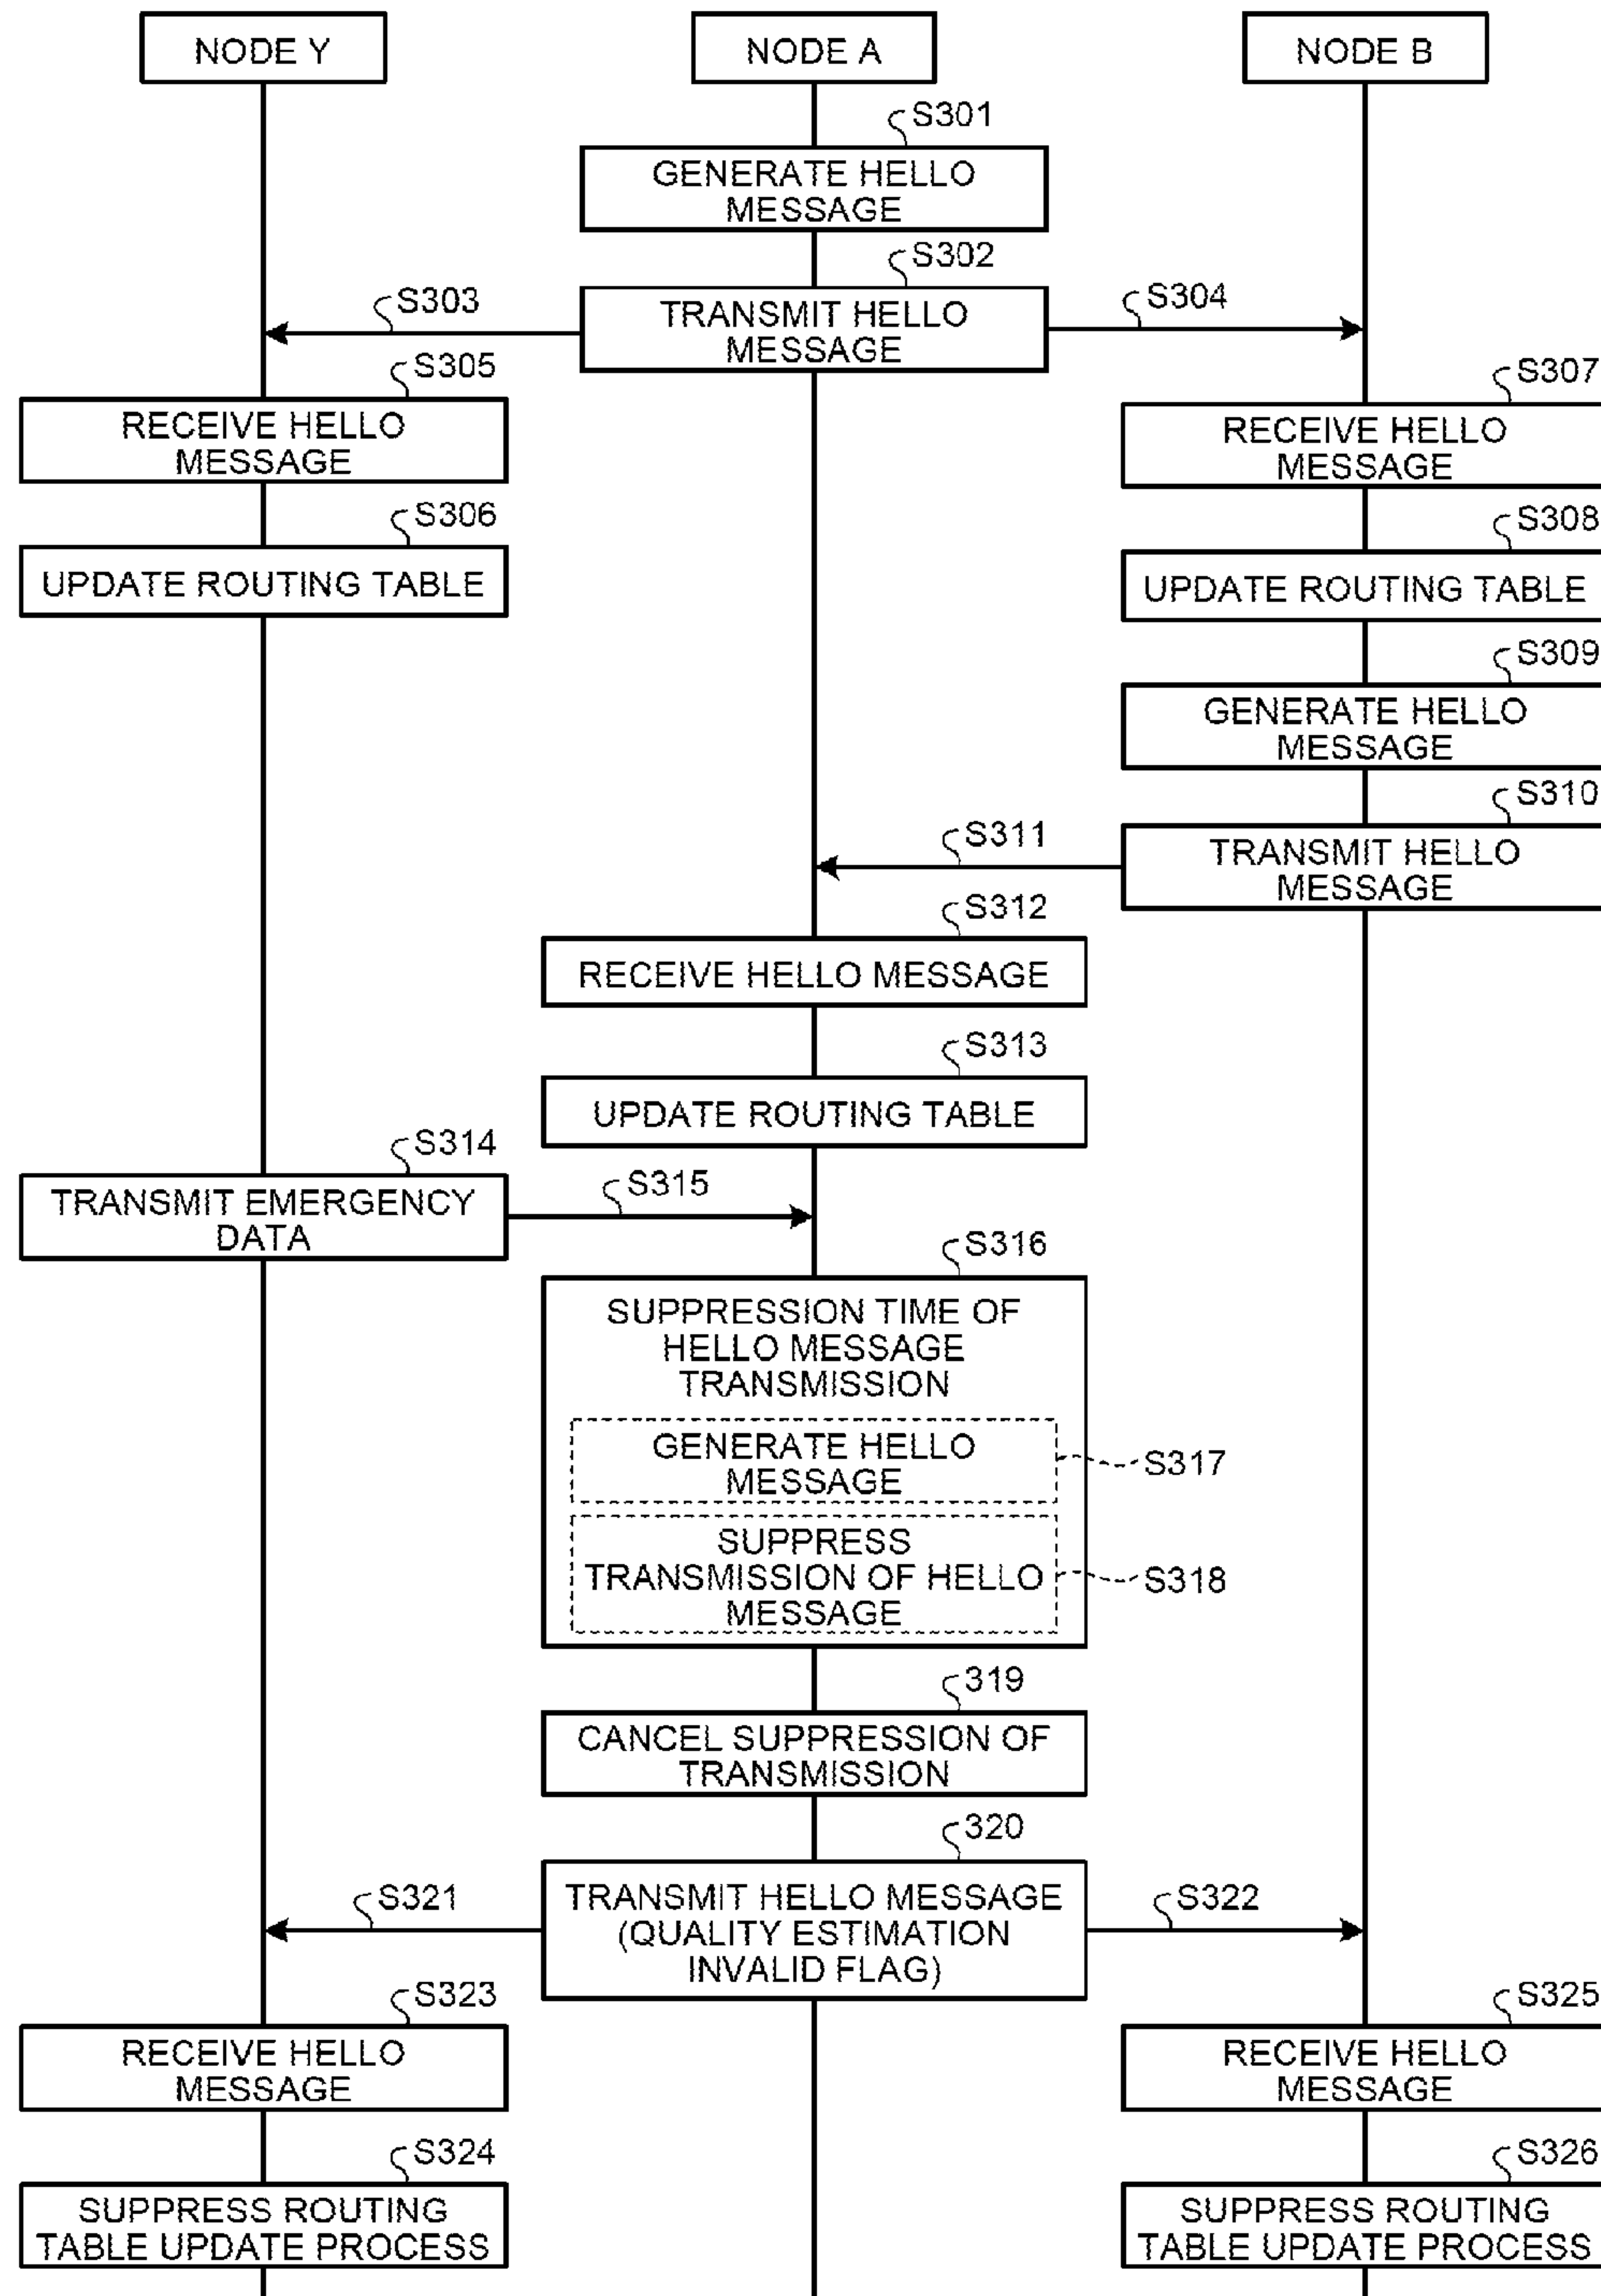 NODE Y
NODE A
NODE B
S301
GENERATE HELLO
MESSAGE
S302
TRANSMIT HELLO
MESSAGE
S303
S304
S305
RECEIVE HELLO
MESSAGE
S307
RECEIVE HELLO
MESSAGE
S306
UPDATE ROUTING TABLE
S308
UPDATE ROUTING TABLE
S309
GENERATE HELLO
MESSAGE
S310
TRANSMIT HELLO
MESSAGE
S311
S312
RECEIVE HELLO MESSAGE
S313
UPDATE ROUTING TABLE
S314
TRANSMIT EMERGENCY
DATA
S315
S316
SUPPRESSION TIME OF
HELLO MESSAGE
TRANSMISSION
GENERATE HELLO
MESSAGE
S317
SUPPRESS
TRANSMISSION OF HELLO
MESSAGE
S318
319
CANCEL SUPPRESSION OF
TRANSMISSION
320
TRANSMIT HELLO MESSAGE
(QUALITY ESTIMATION
INVALID FLAG)
S321
S322
S323
RECEIVE HELLO
MESSAGE
S325
RECEIVE HELLO
MESSAGE
S324
SUPPRESS ROUTING
TABLE UPDATE PROCESS
S326
SUPPRESS ROUTING
TABLE UPDATE PROCESS